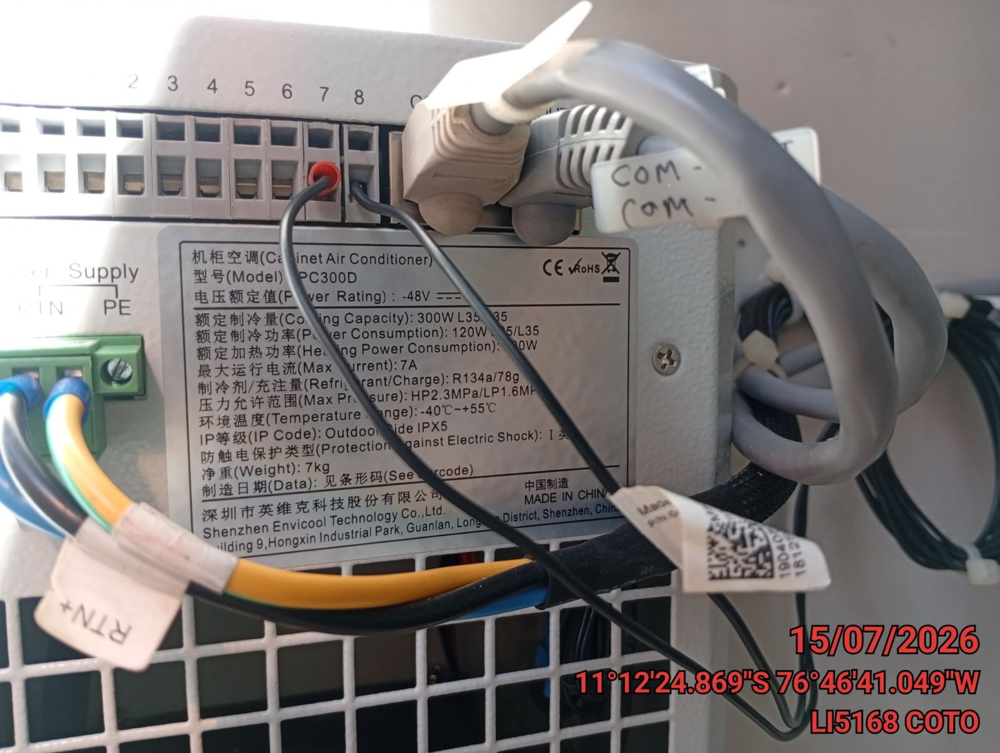 2 3 4 5 6 7 8
COM -
Cam -
Supply
PE
机柜空调(Cabinet Air Conditioner)
型号(Model) PC300D
CE RoHS
电压额定值(Power Rating) : -48V
额定制冷量(Cooling Capacity): 300W L35/L35
额定制冷功率(Power Consumption): 120W L35/L35
额定加热功率(Heating Power Consumption):
最大运行电流(Max Current): 7A
制冷剂/充注量(Refrigerant/Charge): R134a/78g
压力允许范围(Max Pressure): HP2.3MPa/LP1.6MP
环境温度(Temperature Range): -40℃~+55℃
IP等级(IP Code): Outdoor Side IPX5
防触电保护类型(Protection Against Electric Shock): I 类
净重(Weight): 7kg
制造日期(Data): 见条形码(See Barcode)
中国制造
MADE IN CHINA
深圳市英维克科技股份有限公司
Shenzhen Envicool Technology Co.,Ltd.
Building 9,Hongxin Industrial Park, Guanlan, District, Shenzhen, China
Made
P/N:0
RTN+
15/07/2026
11°12'24.869"S 76°46'41.049"W
LI5168 COTO